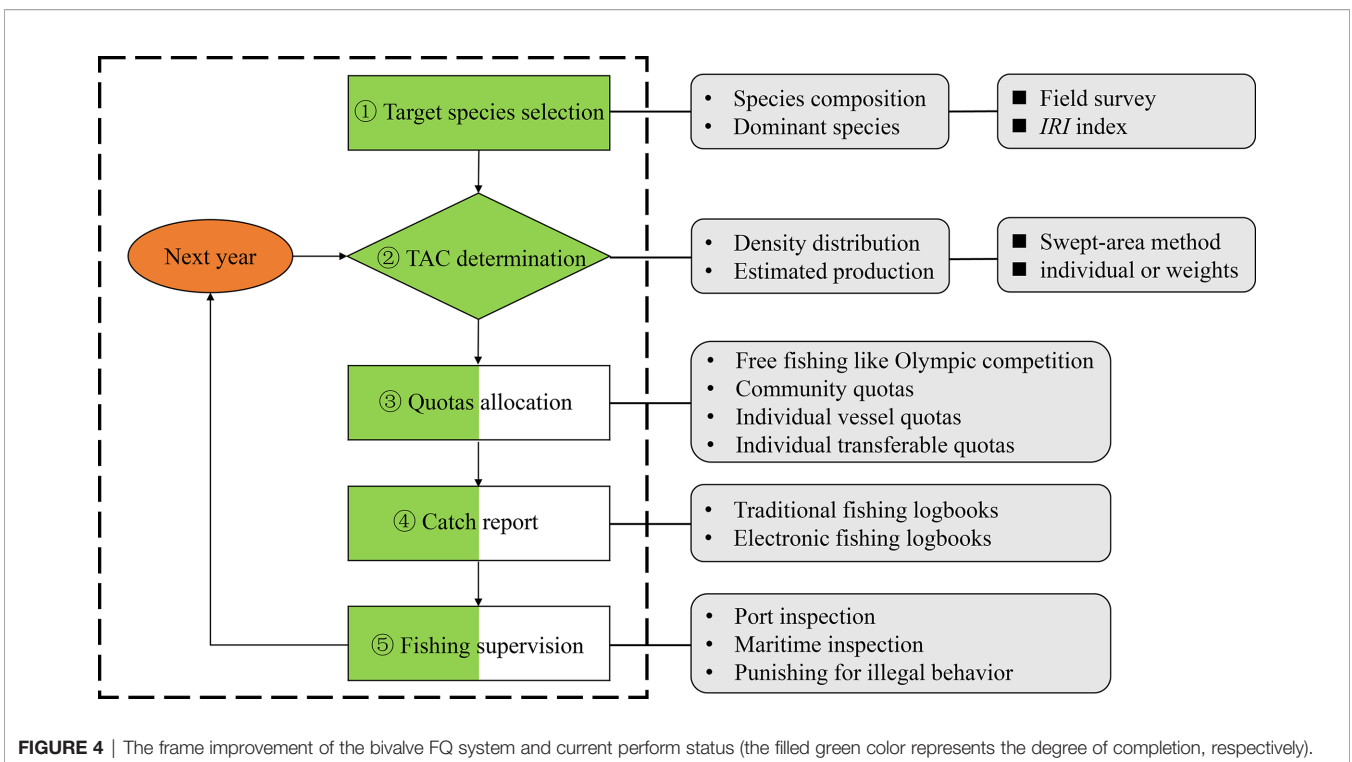 ① Target species selection
• Species composition
• Dominant species
■ Field survey
■ IRI index
Next year
② TAC determination
• Density distribution
• Estimated production
■ Swept-area method
■ individual or weights
③ Quotas allocation
• Free fishing like Olympic competition
• Community quotas
• Individual vessel quotas
• Individual transferable quotas
④ Catch report
• Traditional fishing logbooks
• Electronic fishing logbooks
⑤ Fishing supervision
• Port inspection
• Maritime inspection
• Punishing for illegal behavior
FIGURE 4 | The frame improvement of the bivalve FQ system and current perform status (the filled green color represents the degree of completion, respectively).